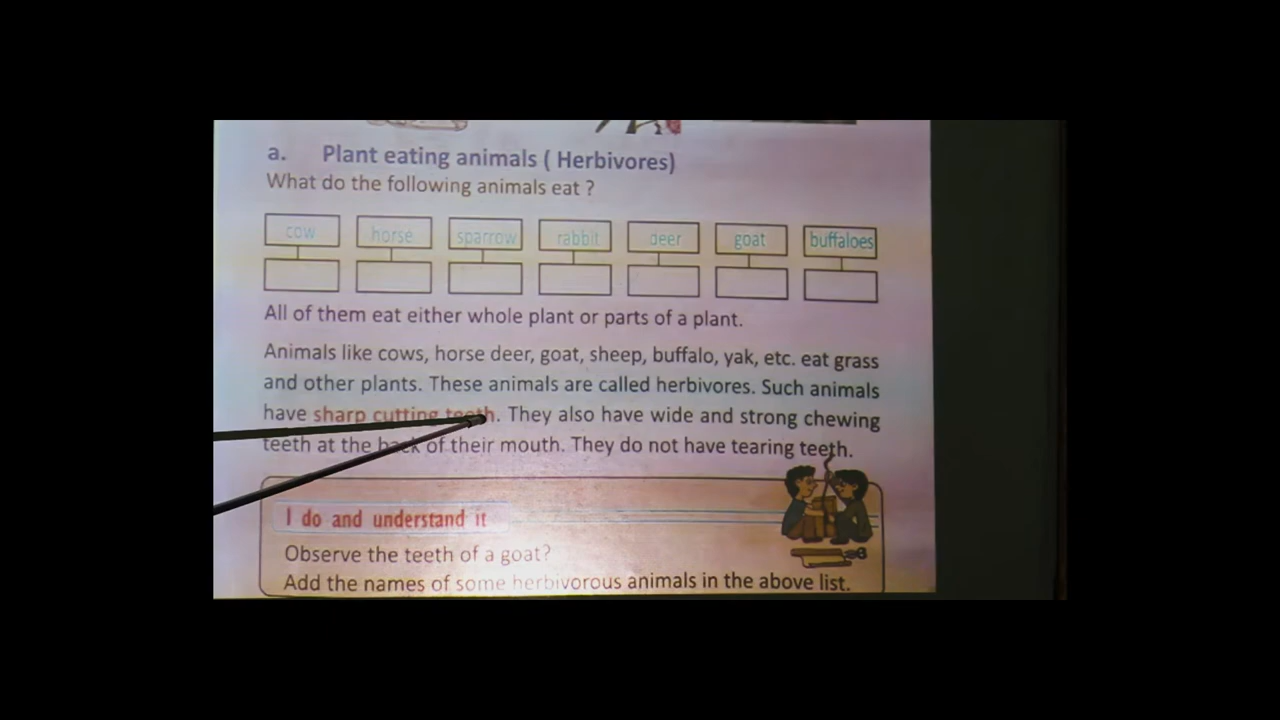 a. Plant eating animals ( Herbivores)
What do the following animals eat ?
cow horse sparrow rabbit deer goat buffaloes
All of them eat either whole plant or parts of a plant.
Animals like cows, horse deer, goat, sheep, buffalo, yak, etc. eat grass
and other plants. These animals are called herbivores. Such animals
have sharp cutting teeth. They also have wide and strong chewing
teeth at the back of their mouth. They do not have tearing teeth.
I do and understand it
Observe the teeth of a goat?
Add the names of some herbivorous animals in the above list.